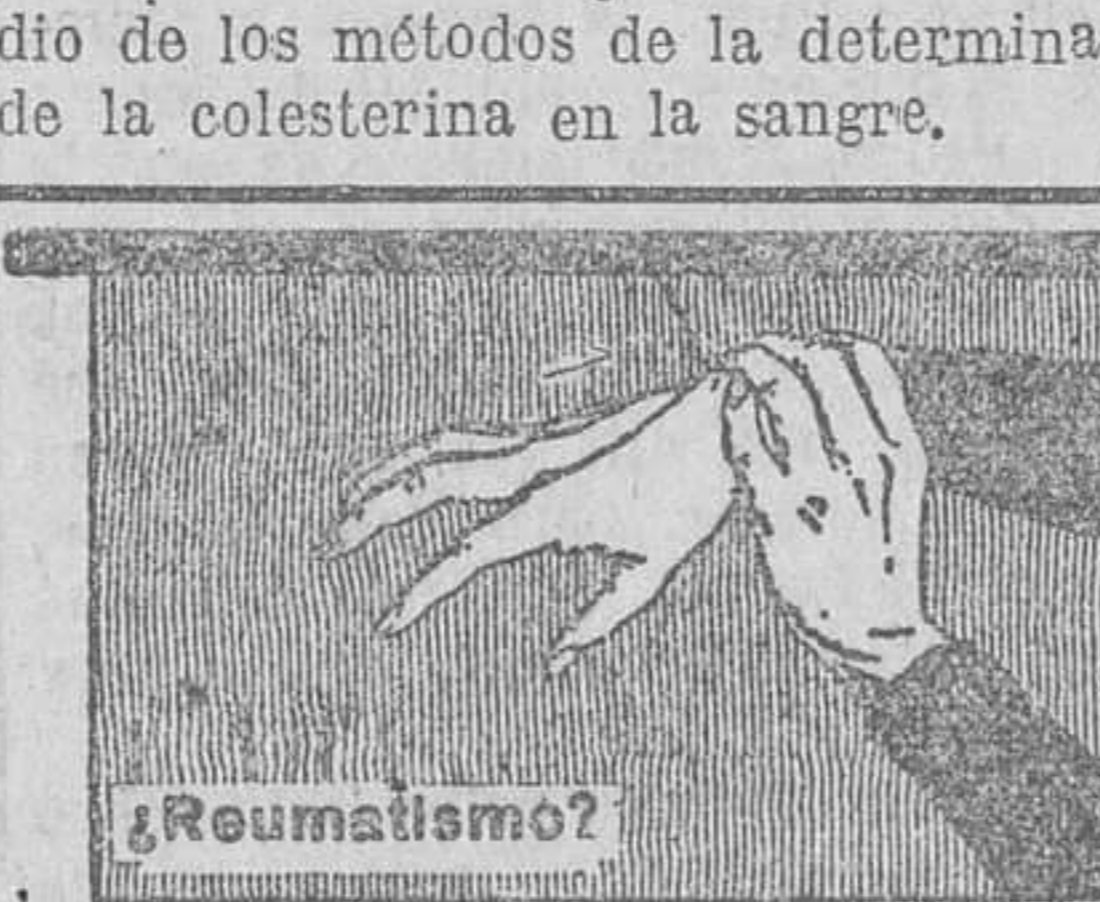 dio de los métodos de la determina
de la colesterina en la sangre.
¿Reumatismo?